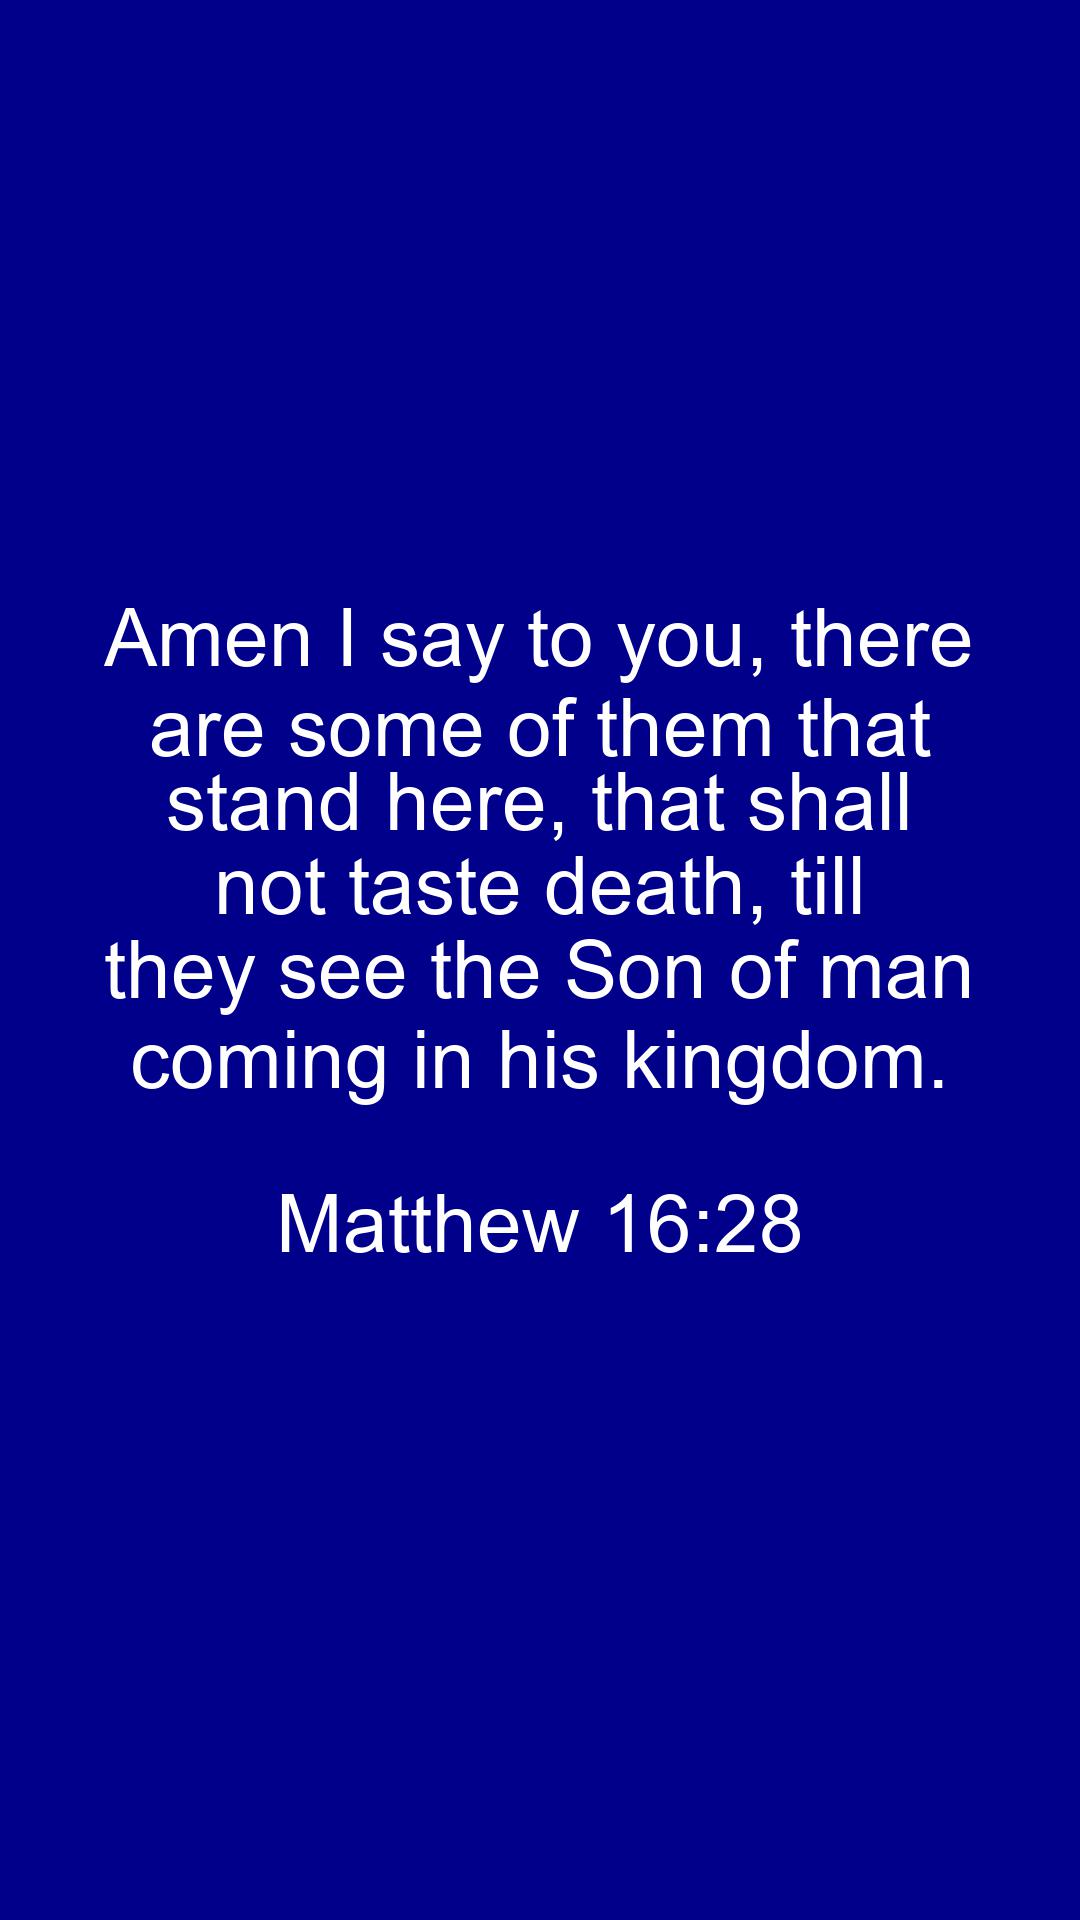 Amen I say to you, there
are some of them that
stand here, that shall
not taste death, till
they see the Son of man
coming in his kingdom.
Matthew 16:28